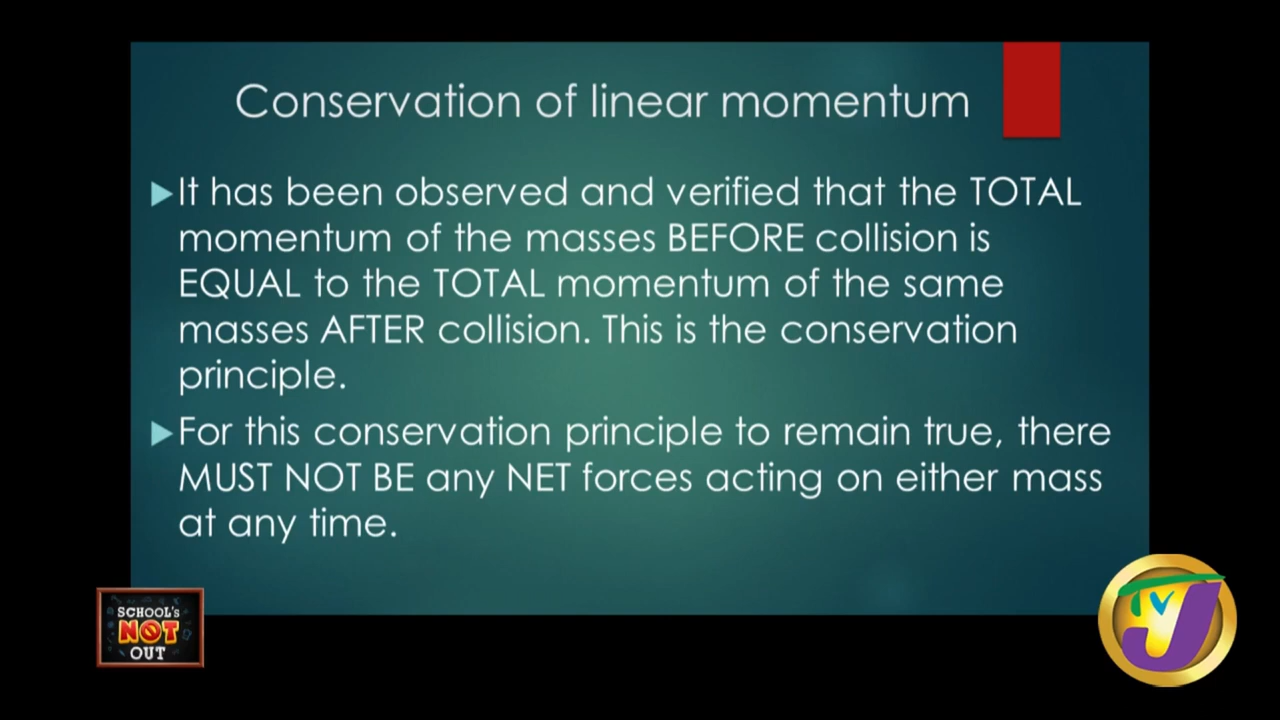 Conservation of linear momentum
It has been observed and verified that the TOTAL
momentum of the masses BEFORE collision is
EQUAL to the TOTAL momentum of the same
masses AFTER collision. This is the conservation
principle.
For this conservation principle to remain true, there
MUST NOT BE any NET forces acting on either mass
at any time.
SCHOOL's
NOT
OUT
TVJ